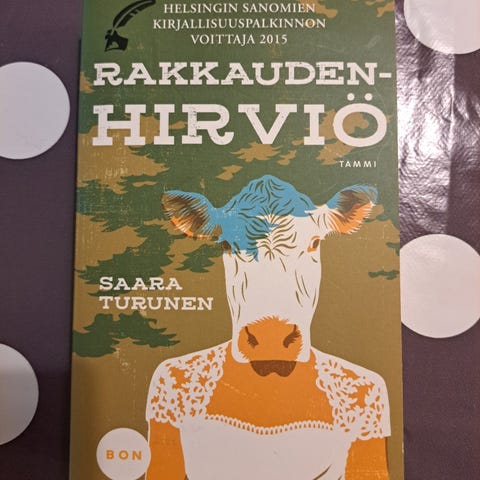 HELSINGIN SANOMIEN
KIRJALLISUUSPALKINNON
VOITTAJA 2015
RAKKAUDEN-
HIRVIÖ
TAMMI
SAARA
TURUNEN
BON